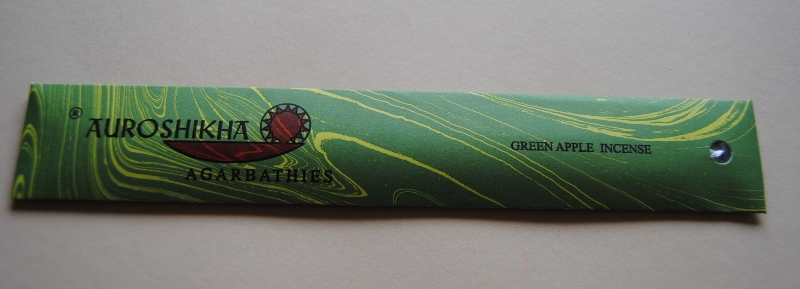 ® AUROSHIKHA
AGARBATHIES
GREEN APPLE INCENSE